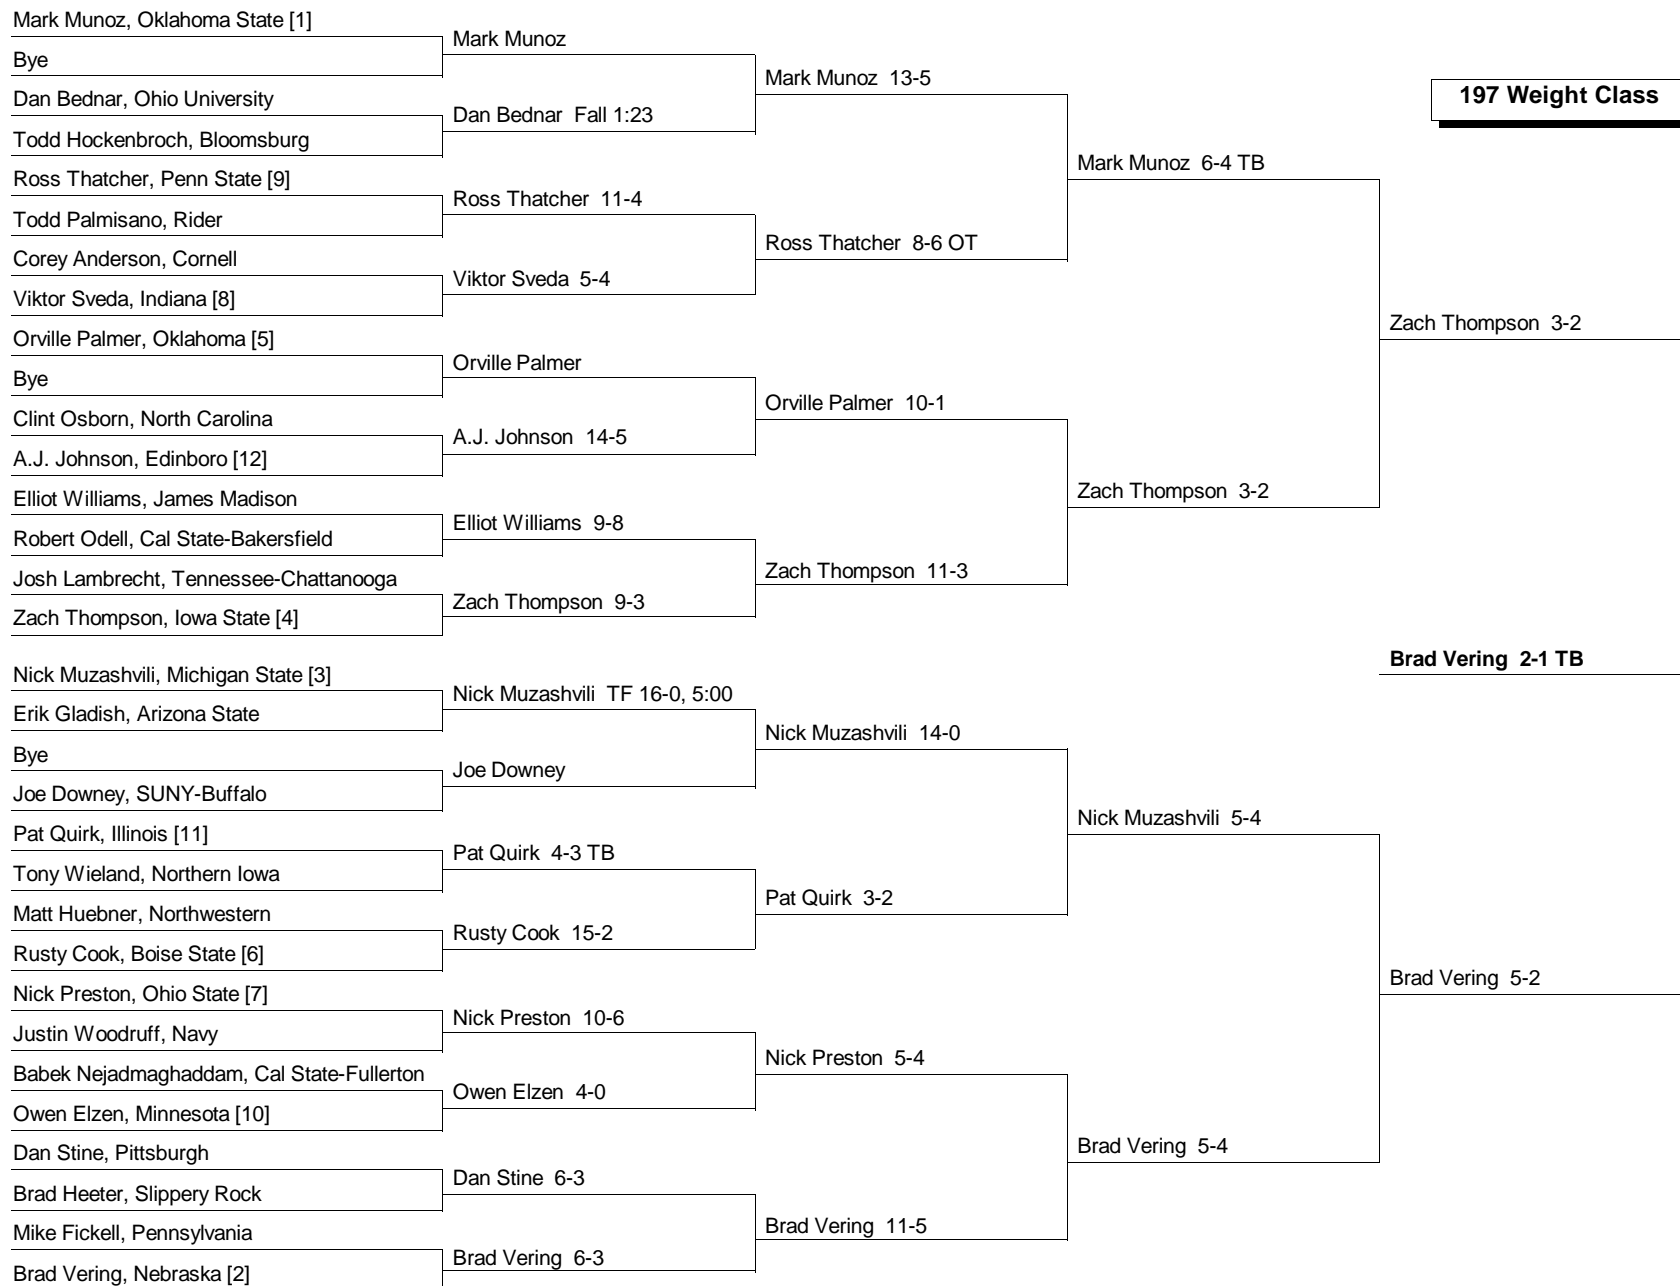 197 Weight Class
Mark Munoz, Oklahoma State [1]
Bye
Dan Bednar, Ohio University
Todd Hockenbroch, Bloomsburg
Ross Thatcher, Penn State [9]
Todd Palmisano, Rider
Corey Anderson, Cornell
Viktor Sveda, Indiana [8]
Orville Palmer, Oklahoma [5]
Bye
Clint Osborn, North Carolina
A.J. Johnson, Edinboro [12]
Elliot Williams, James Madison
Robert Odell, Cal State-Bakersfield
Josh Lambrecht, Tennessee-Chattanooga
Zach Thompson, Iowa State [4]
Nick Muzashvili, Michigan State [3]
Erik Gladish, Arizona State
Bye
Joe Downey, SUNY-Buffalo
Pat Quirk, Illinois [11]
Tony Wieland, Northern Iowa
Matt Huebner, Northwestern
Rusty Cook, Boise State [6]
Nick Preston, Ohio State [7]
Justin Woodruff, Navy
Babek Nejadmaghaddam, Cal State-Fullerton
Owen Elzen, Minnesota [10]
Dan Stine, Pittsburgh
Brad Heeter, Slippery Rock
Mike Fickell, Pennsylvania
Brad Vering, Nebraska [2]
Mark Munoz
Dan Bednar Fall 1:23
Ross Thatcher 11-4
Viktor Sveda 5-4
Orville Palmer
A.J. Johnson 14-5
Elliot Williams 9-8
Zach Thompson 9-3
Nick Muzashvili TF 16-0, 5:00
Joe Downey
Pat Quirk 4-3 TB
Rusty Cook 15-2
Nick Preston 10-6
Owen Elzen 4-0
Dan Stine 6-3
Brad Vering 6-3
Mark Munoz 13-5
Ross Thatcher 8-6 OT
Orville Palmer 10-1
Zach Thompson 11-3
Nick Muzashvili 14-0
Pat Quirk 3-2
Nick Preston 5-4
Brad Vering 11-5
Mark Munoz 6-4 TB
Zach Thompson 3-2
Nick Muzashvili 5-4
Brad Vering 5-4
Zach Thompson 3-2
Brad Vering 5-2
Brad Vering 2-1 TB